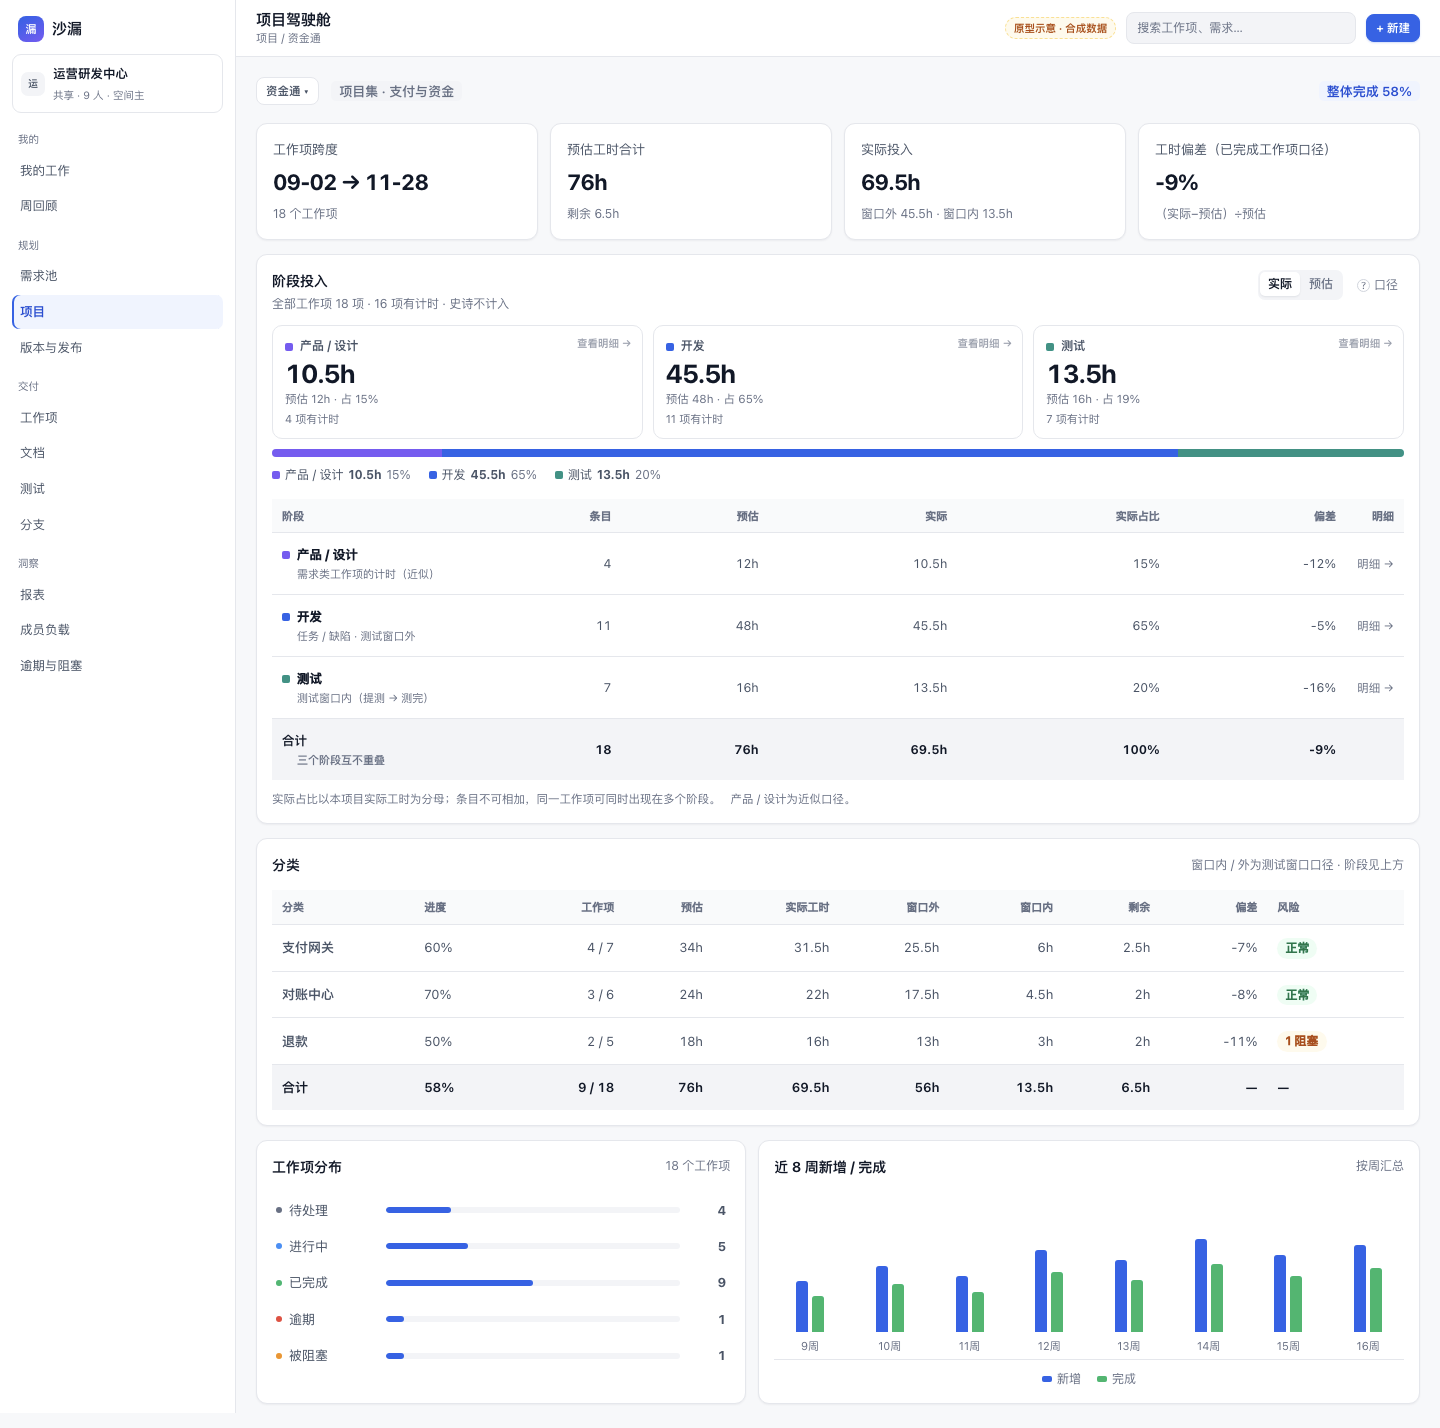 漏 沙漏
运 运营研发中心
共享 · 9 人 · 空间主
我的
我的工作
周回顾
规划
需求池
项目
版本与发布
交付
工作项
文档
测试
分支
洞察
报表
成员负载
逾期与阻塞
项目驾驶舱
项目 / 资金通
原型示意 · 合成数据
搜索工作项、需求...
+ 新建
资金通 ▾
项目集 · 支付与资金
整体完成 58%
工作项跨度
09-02 → 11-28
18 个工作项
预估工时合计
76h
剩余 6.5h
实际投入
69.5h
窗口外 45.5h · 窗口内 13.5h
工时偏差（已完成工作项口径）
-9%
（实际−预估）÷预估
阶段投入
全部工作项 18 项 · 16 项有计时 · 史诗不计入
实际 预估
? 口径
产品 / 设计 查看明细 →
10.5h
预估 12h · 占 15%
4 项有计时
开发 查看明细 →
45.5h
预估 48h · 占 65%
11 项有计时
测试 查看明细 →
13.5h
预估 16h · 占 19%
7 项有计时
产品 / 设计 10.5h 15% 开发 45.5h 65% 测试 13.5h 20%
阶段 条目 预估 实际 实际占比 偏差 明细
产品 / 设计 4 12h 10.5h 15% -12% 明细 →
需求类工作项的计时（近似）
开发 11 48h 45.5h 65% -5% 明细 →
任务 / 缺陷 · 测试窗口外
测试 7 16h 13.5h 20% -16% 明细 →
测试窗口内（提测 → 测完）
合计 18 76h 69.5h 100% -9%
三个阶段互不重叠
实际占比以本项目实际工时为分母；条目不可相加，同一工作项可同时出现在多个阶段。 产品 / 设计为近似口径。
分类
窗口内 / 外为测试窗口口径 · 阶段见上方
分类 进度 工作项 预估 实际工时 窗口外 窗口内 剩余 偏差 风险
支付网关 60% 4 / 7 34h 31.5h 25.5h 6h 2.5h -7% 正常
对账中心 70% 3 / 6 24h 22h 17.5h 4.5h 2h -8% 正常
退款 50% 2 / 5 18h 16h 13h 3h 2h -11% 1 阻塞
合计 58% 9 / 18 76h 69.5h 56h 13.5h 6.5h — —
工作项分布
18 个工作项
待处理 4
进行中 5
已完成 9
逾期 1
被阻塞 1
近 8 周新增 / 完成
按周汇总
9周 10周 11周 12周 13周 14周 15周 16周
新增 完成